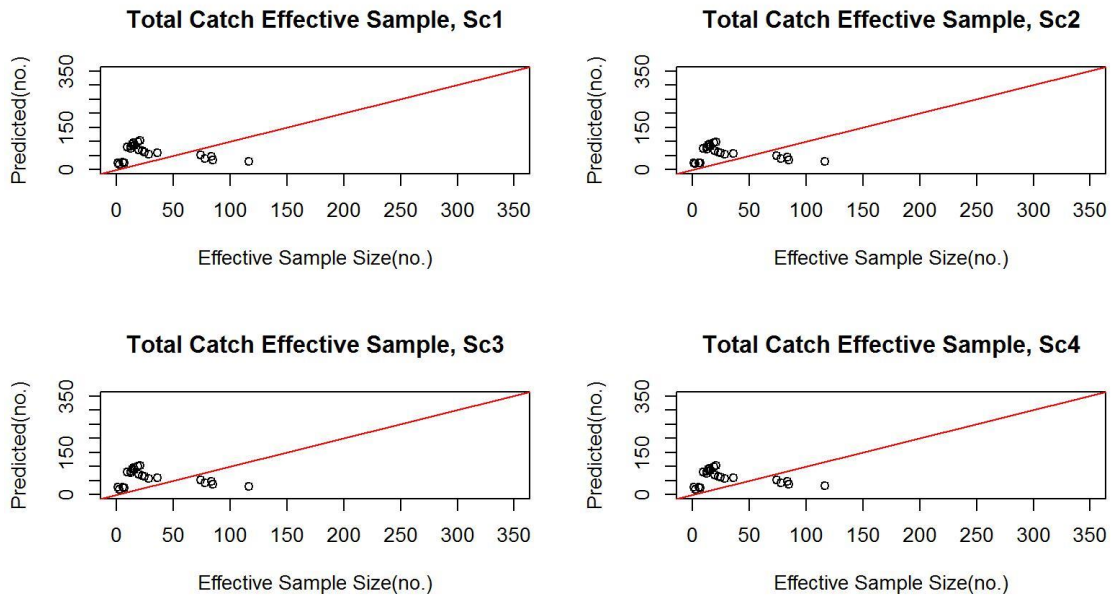 Total Catch Effective Sample, Sc1
Predicted(no.)
350
150
0
0 50 100 150 200 250 300 350
Effective Sample Size(no.)
Total Catch Effective Sample, Sc2
Predicted(no.)
350
150
0
0 50 100 150 200 250 300 350
Effective Sample Size(no.)
Total Catch Effective Sample, Sc3
Predicted(no.)
350
150
0
0 50 100 150 200 250 300 350
Effective Sample Size(no.)
Total Catch Effective Sample, Sc4
Predicted(no.)
350
150
0
0 50 100 150 200 250 300 350
Effective Sample Size(no.)